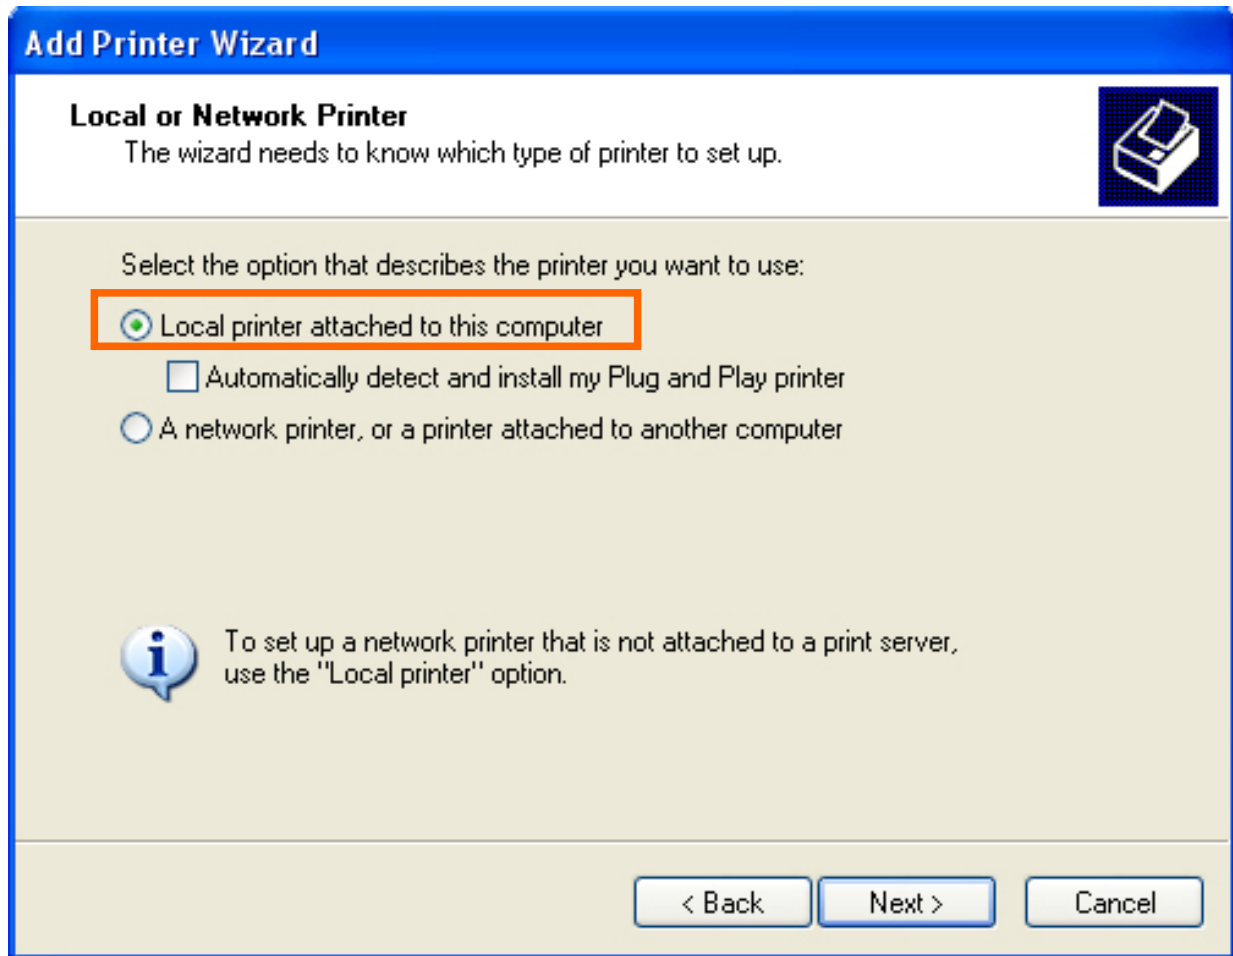 Add Printer Wizard
Local or Network Printer
The wizard needs to know which type of printer to set up.
Select the option that describes the printer you want to use:
Local printer attached to this computer
Automatically detect and install my Plug and Play printer
A network printer, or a printer attached to another computer
To set up a network printer that is not attached to a print server,
use the "Local printer" option.
< Back Next > Cancel